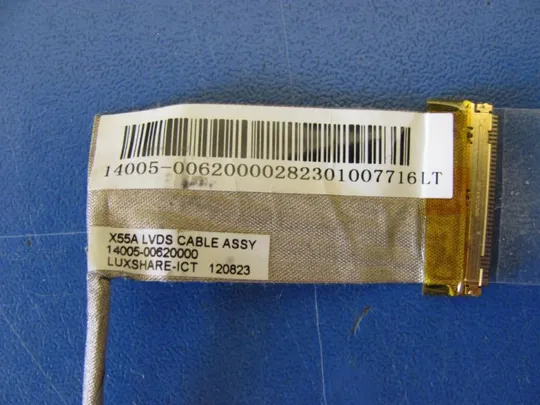 14005-00620000282301007716LT
X55A LVDS CABLE ASSY
14005-00620000
LUXSHARE-ICT 120823